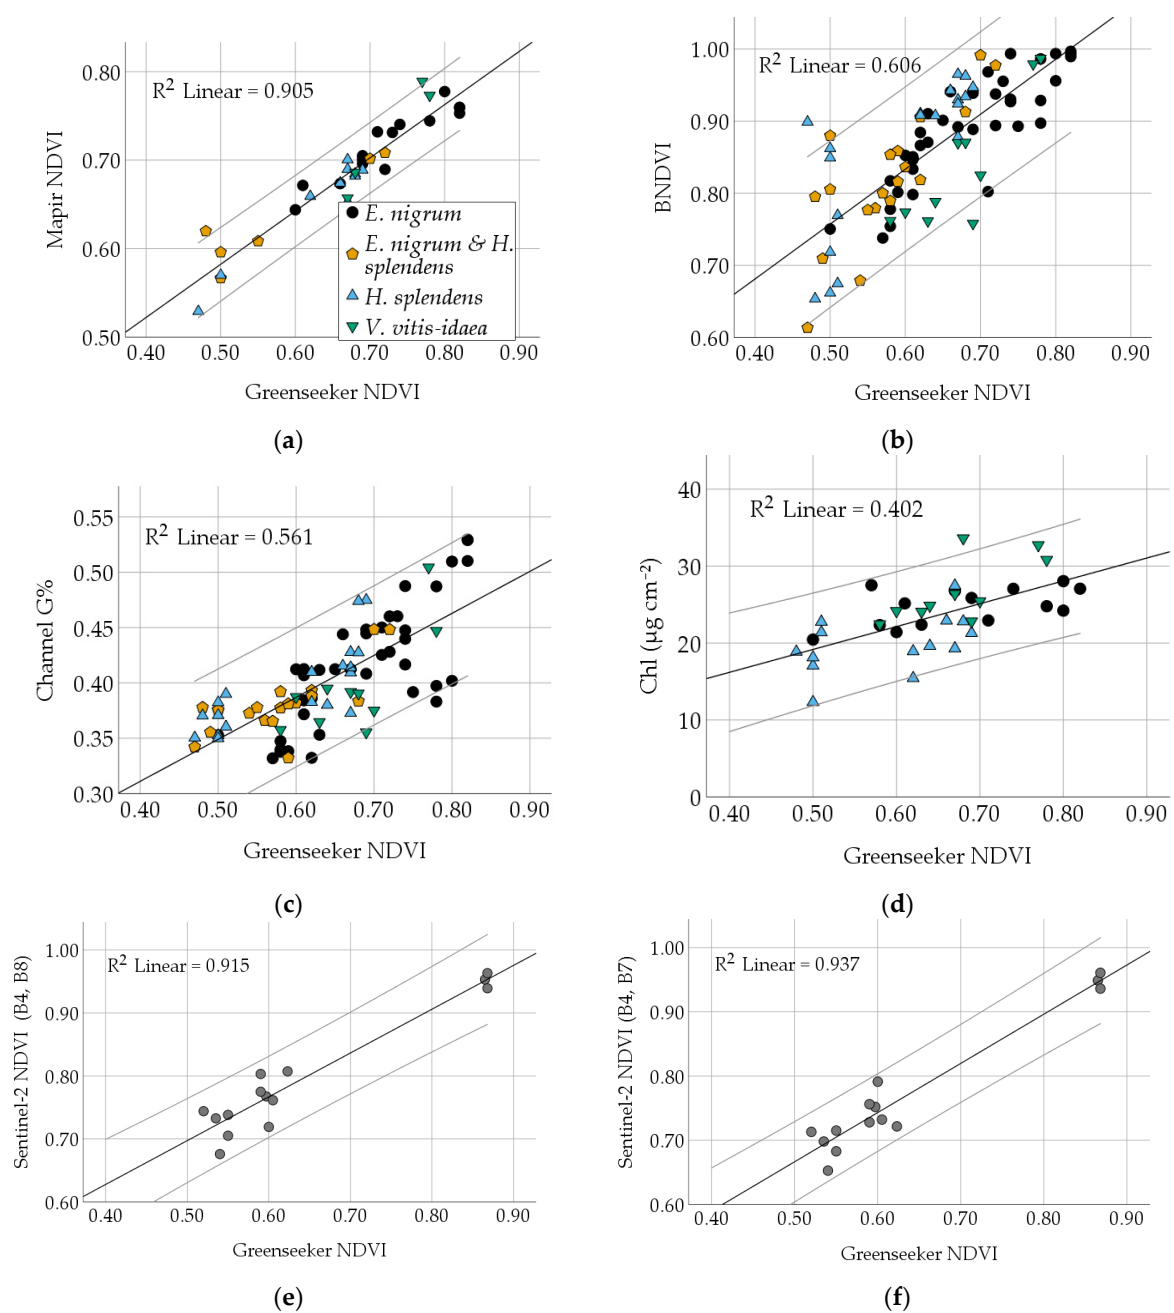 R² Linear = 0.905
Mapir NDVI
0.80
0.70
0.60
0.50
E. nigrum
E. nigrum & H.
splendens
H. splendens
V. vitis-idaea
0.40 0.50 0.60 0.70 0.80 0.90
Greenseeker NDVI
(a)
R² Linear = 0.606
BNDVI
1.00
0.90
0.80
0.70
0.60
0.40 0.50 0.60 0.70 0.80 0.90
Greenseeker NDVI
(b)
R² Linear = 0.561
Channel G%
0.55
0.50
0.45
0.40
0.35
0.30
0.40 0.50 0.60 0.70 0.80 0.90
Greenseeker NDVI
(c)
R² Linear = 0.402
Chl (µg cm⁻²)
40
30
20
10
0
0.40 0.50 0.60 0.70 0.80 0.90
Greenseeker NDVI
(d)
R² Linear = 0.915
Sentinel-2 NDVI (B4, B8)
1.00
0.90
0.80
0.70
0.60
0.40 0.50 0.60 0.70 0.80 0.90
Greenseeker NDVI
(e)
R² Linear = 0.937
Sentinel-2 NDVI (B4, B7)
1.00
0.90
0.80
0.70
0.60
0.40 0.50 0.60 0.70 0.80 0.90
Greenseeker NDVI
(f)